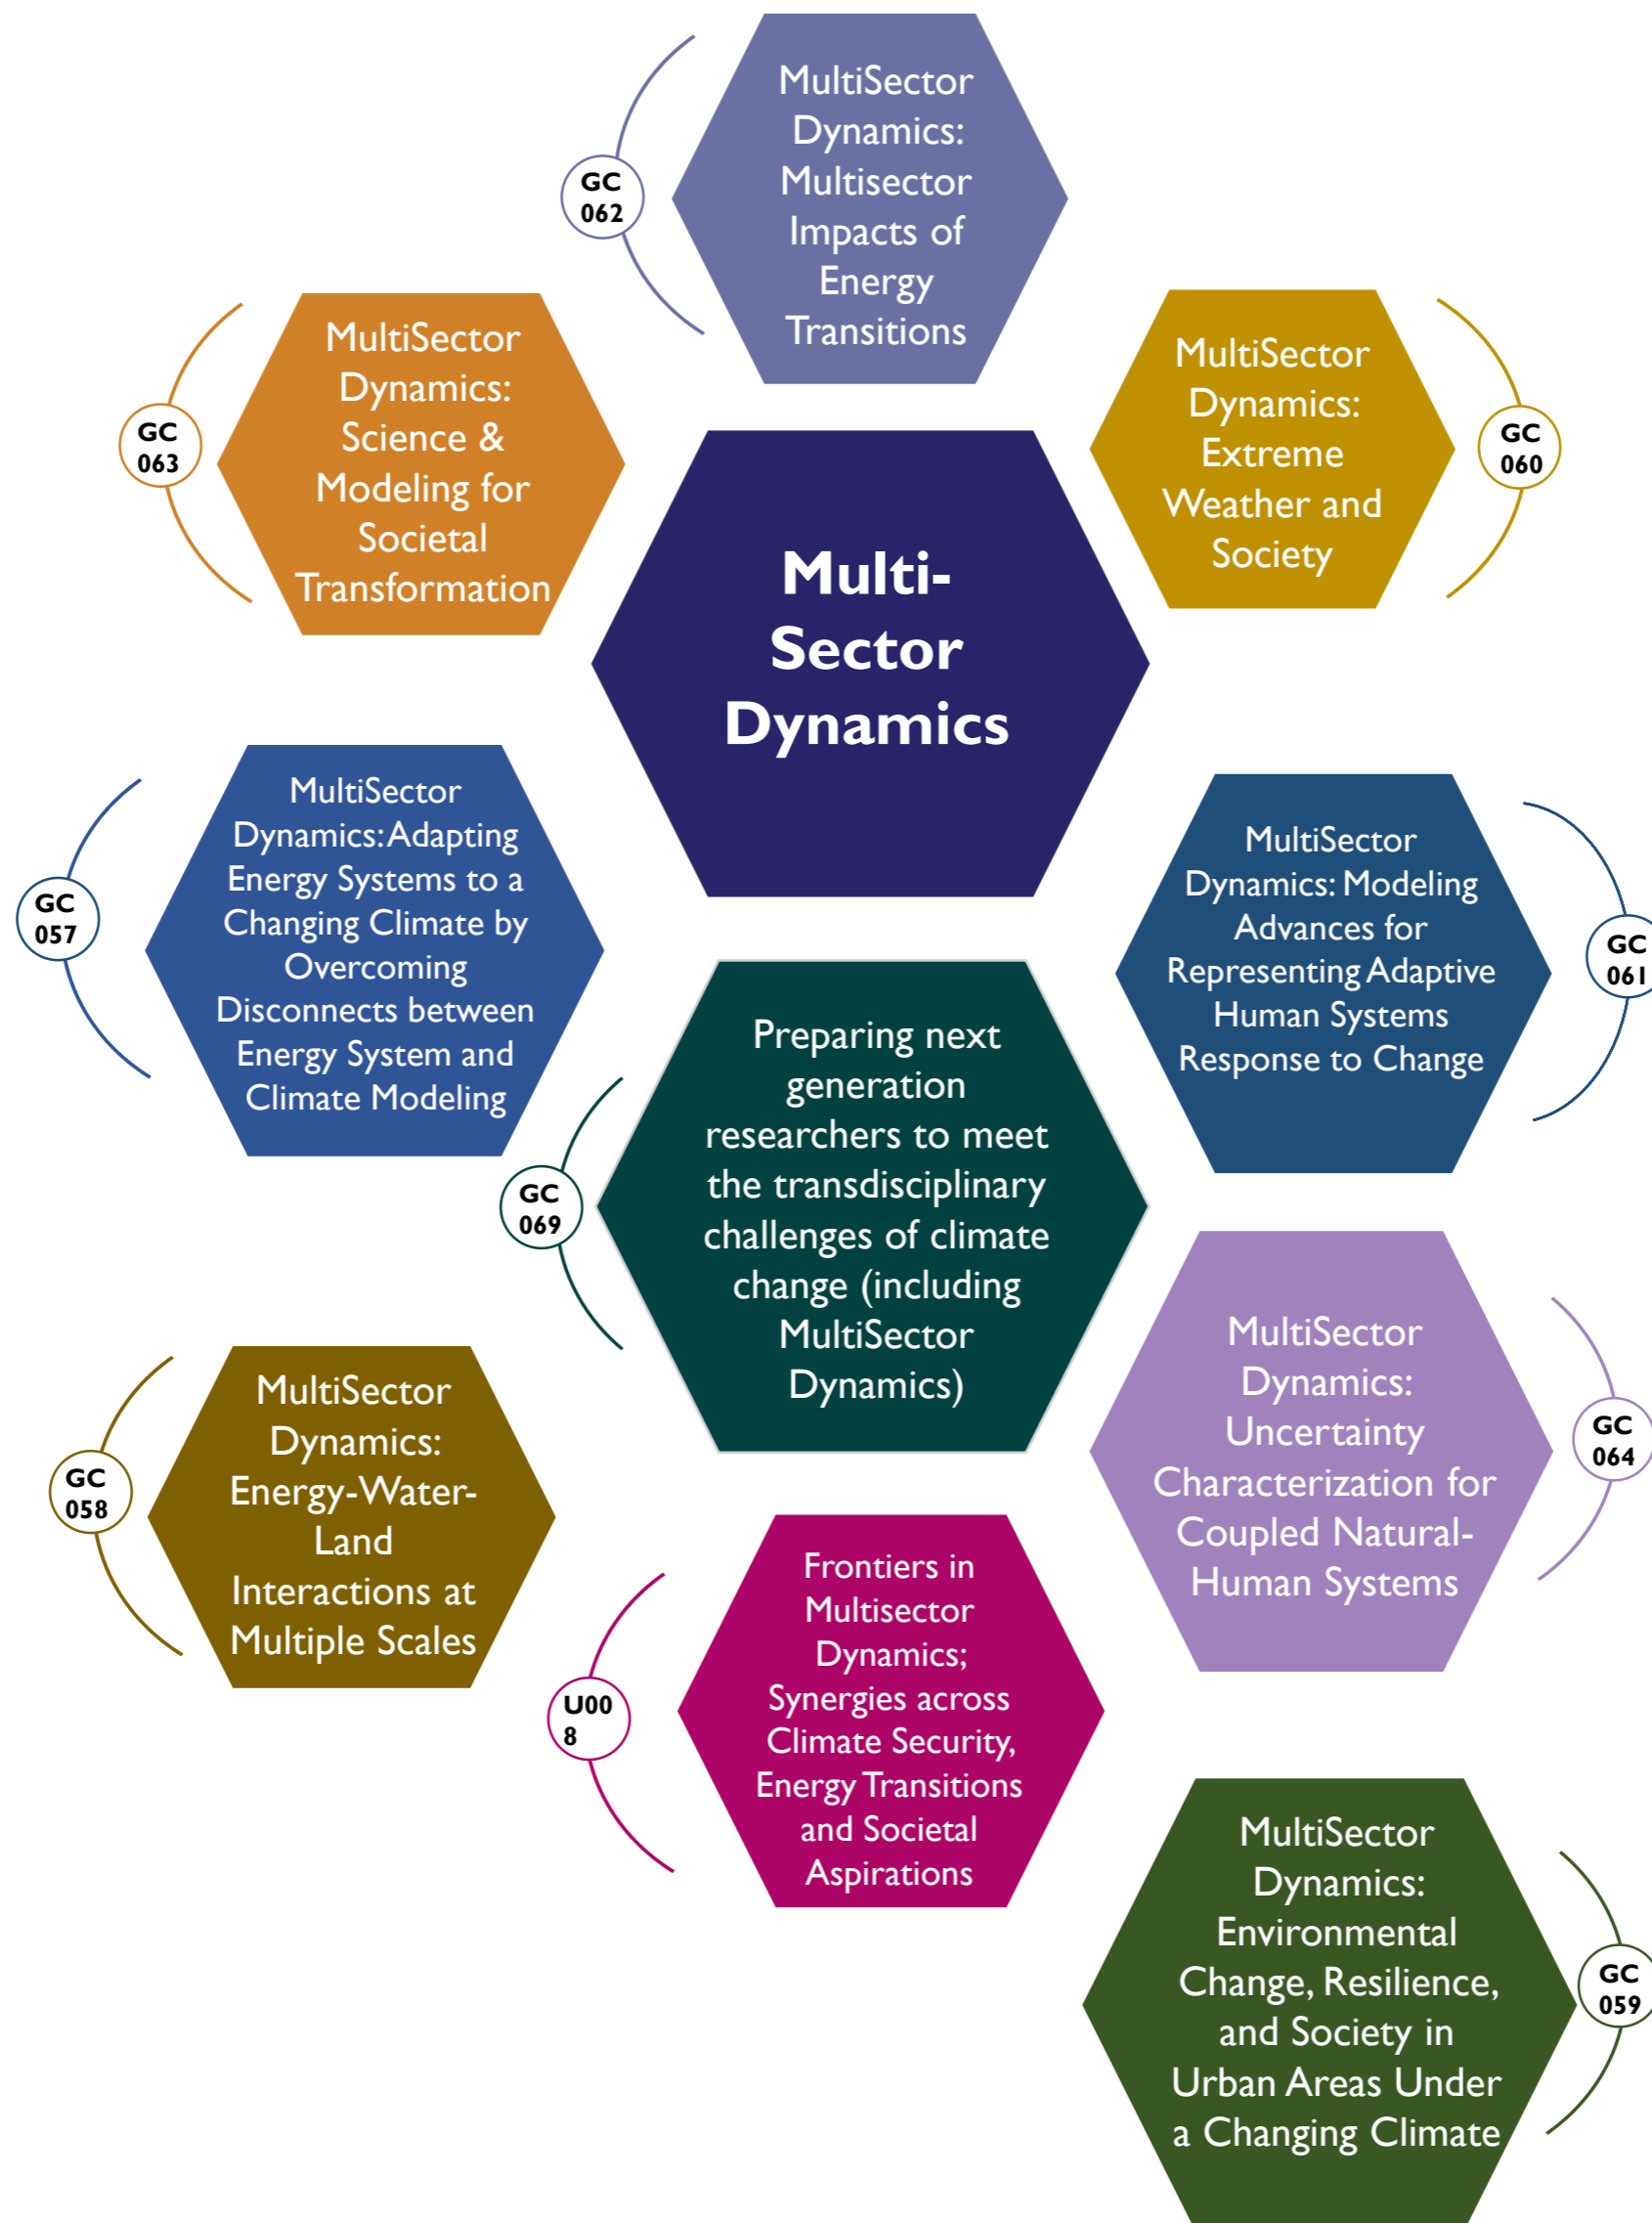 MultiSector
Dynamics:
Multisector
Impacts of
Energy
Transitions
GC
062
MultiSector
Dynamics:
Science &
Modeling for
Societal
Transformation
GC
063
MultiSector
Dynamics:
Extreme
Weather and
Society
GC
060
Multi-
Sector
Dynamics
MultiSector
Dynamics: Adapting
Energy Systems to a
Changing Climate by
Overcoming
Disconnects between
Energy System and
Climate Modeling
GC
057
MultiSector
Dynamics: Modeling
Advances for
Representing Adaptive
Human Systems
Response to Change
GC
061
Preparing next
generation
researchers to meet
the transdisciplinary
challenges of climate
change (including
MultiSector
Dynamics)
GC
069
MultiSector
Dynamics:
Uncertainty
Characterization for
Coupled Natural-
Human Systems
GC
064
MultiSector
Dynamics:
Energy-Water-
Land
Interactions at
Multiple Scales
GC
058
Frontiers in
Multisector
Dynamics;
Synergies across
Climate Security,
Energy Transitions
and Societal
Aspirations
U00
8
MultiSector
Dynamics:
Environmental
Change, Resilience,
and Society in
Urban Areas Under
a Changing Climate
GC
059